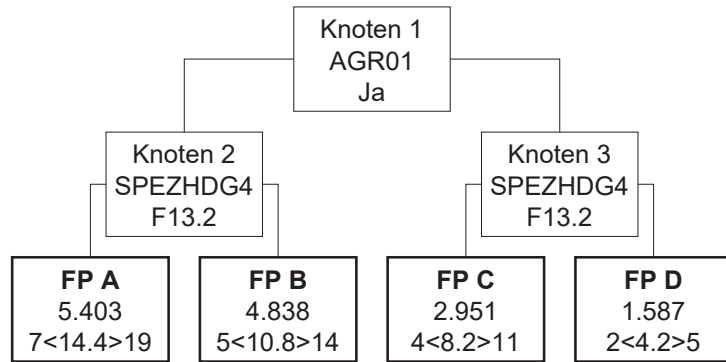 Knoten 1
AGR01
Ja
Knoten 2
SPEZHDG4
F13.2
Knoten 3
SPEZHDG4
F13.2
FP A
5.403
7<14.4>19
FP B
4.838
5<10.8>14
FP C
2.951
4<8.2>11
FP D
1.587
2<4.2>5